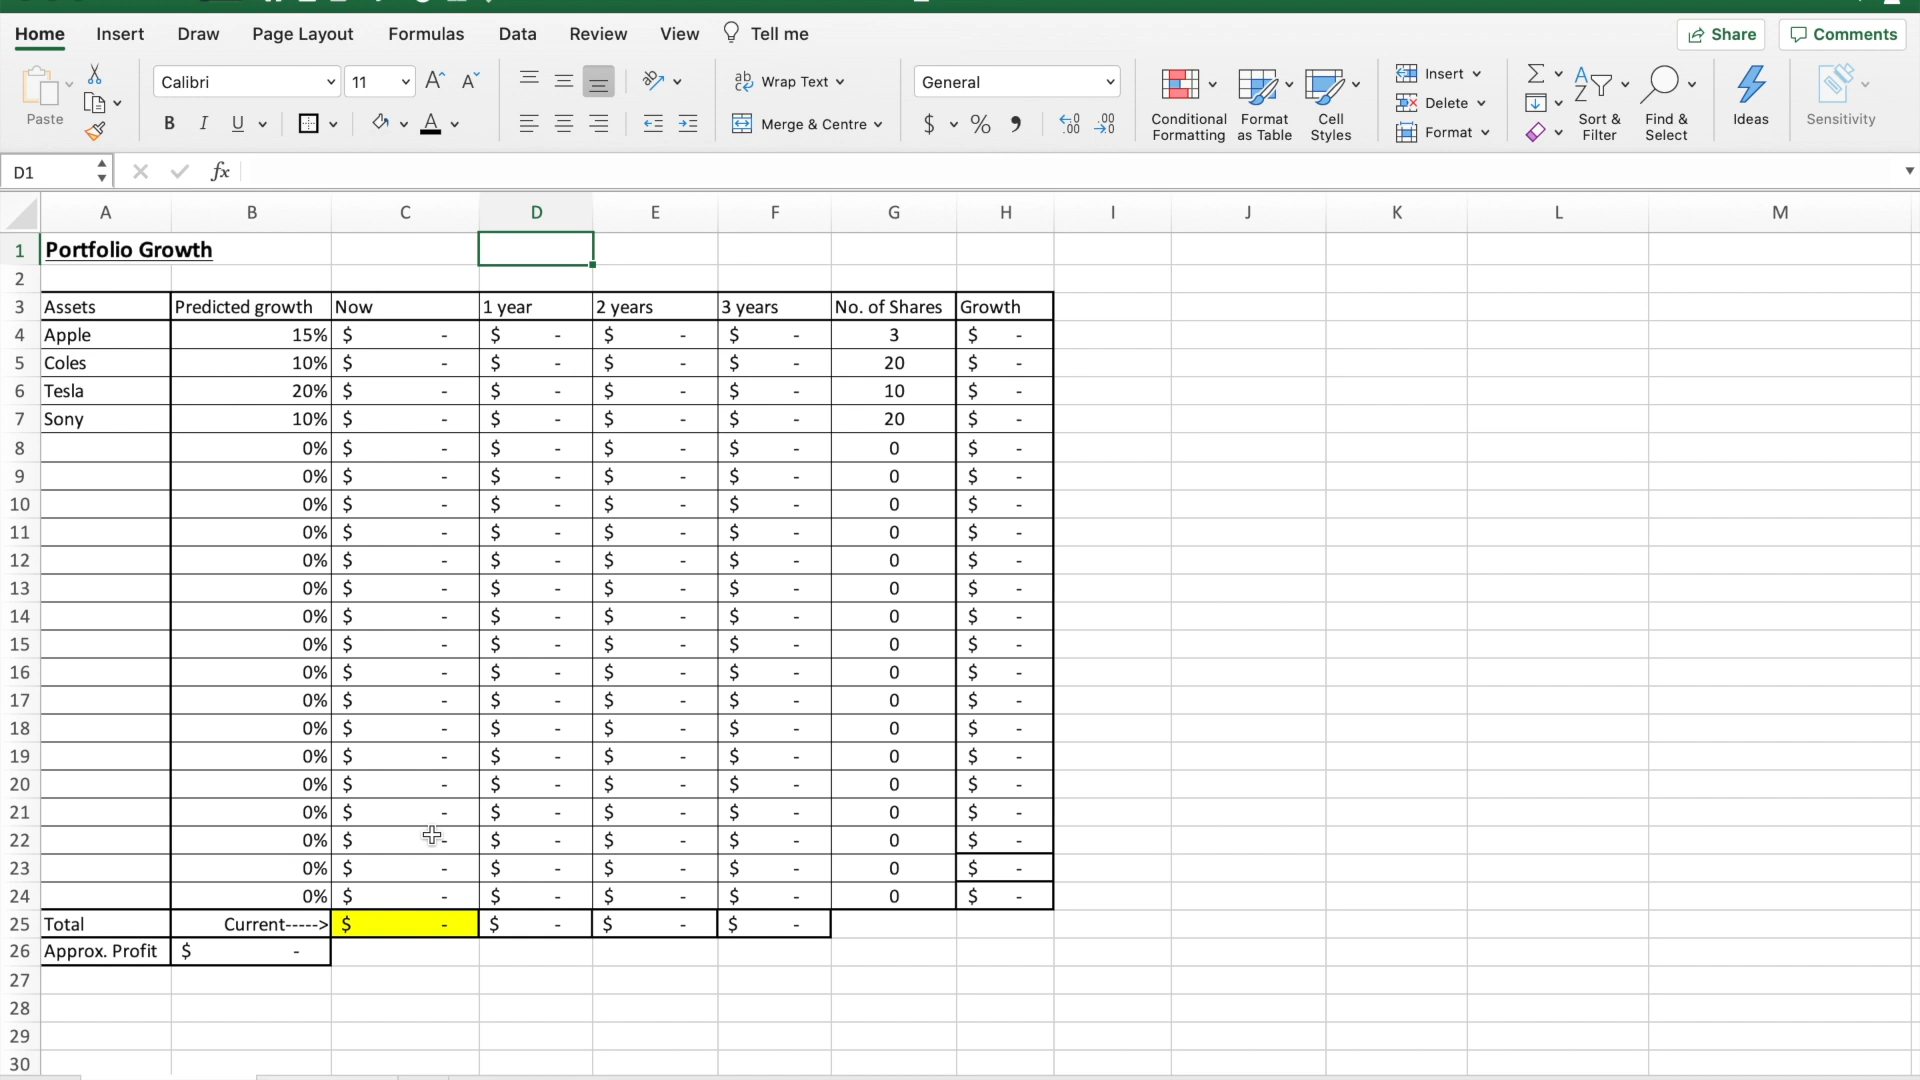 Home Insert Draw Page Layout Formulas Data Review View Tell me Share Comments
Paste Calibri 11 Wrap Text General Insert
B I U Merge & Centre $ % Delete
Conditional Formatting Format as Table Cell Styles Format Sort & Filter Find & Select Ideas Sensitivity
D1 fx
A B C D E F G H I J K L M
1 Portfolio Growth
2
3 Assets Predicted growth Now 1 year 2 years 3 years No. of Shares Growth
4 Apple 15% $ - $ - $ - $ - 3 $ -
5 Coles 10% $ - $ - $ - $ - 20 $ -
6 Tesla 20% $ - $ - $ - $ - 10 $ -
7 Sony 10% $ - $ - $ - $ - 20 $ -
8 0% $ - $ - $ - $ - 0 $ -
9 0% $ - $ - $ - $ - 0 $ -
10 0% $ - $ - $ - $ - 0 $ -
11 0% $ - $ - $ - $ - 0 $ -
12 0% $ - $ - $ - $ - 0 $ -
13 0% $ - $ - $ - $ - 0 $ -
14 0% $ - $ - $ - $ - 0 $ -
15 0% $ - $ - $ - $ - 0 $ -
16 0% $ - $ - $ - $ - 0 $ -
17 0% $ - $ - $ - $ - 0 $ -
18 0% $ - $ - $ - $ - 0 $ -
19 0% $ - $ - $ - $ - 0 $ -
20 0% $ - $ - $ - $ - 0 $ -
21 0% $ - $ - $ - $ - 0 $ -
22 0% $ - $ - $ - $ - 0 $ -
23 0% $ - $ - $ - $ - 0 $ -
24 0% $ - $ - $ - $ - 0 $ -
25 Total Current-----> $ - $ - $ - $ -
26 Approx. Profit $ -
27
28
29
30